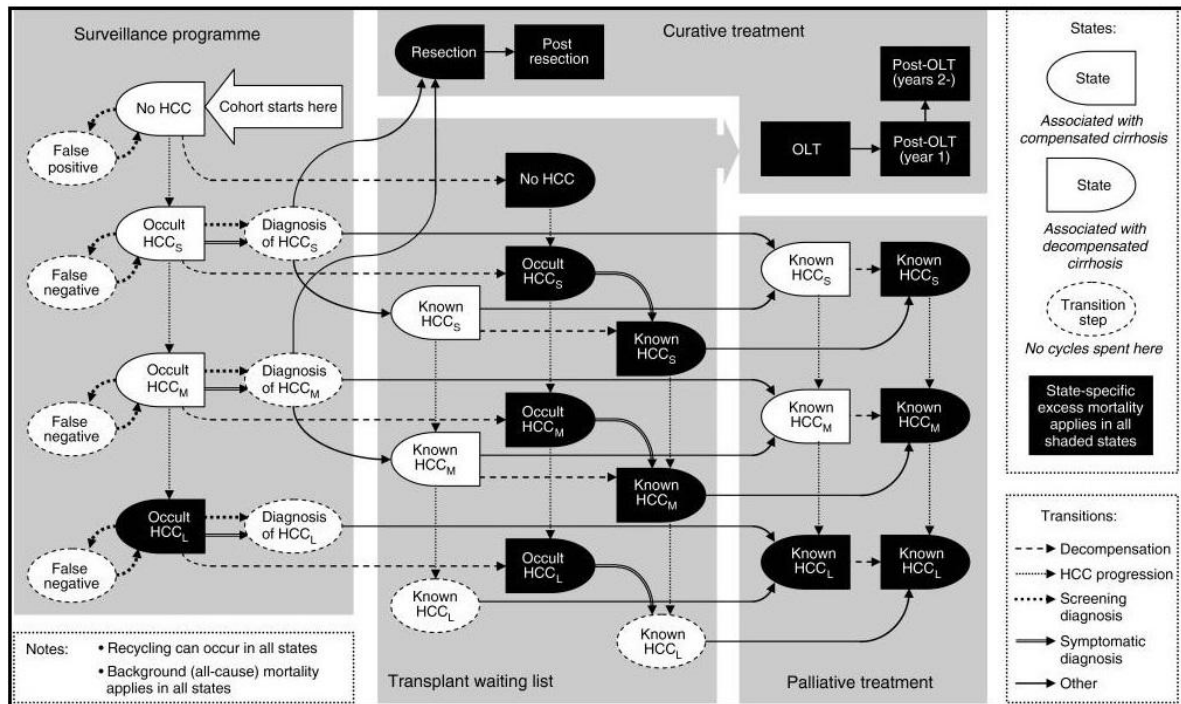 Surveillance programme
No HCC
Cohort starts here
False
positive
Occult
HCCS
Diagnosis
of HCCS
False
negative
Occult
HCCM
Diagnosis
of HCCM
False
negative
Occult
HCCL
Diagnosis
of HCCL
False
negative
Notes:
• Recycling can occur in all states
• Background (all-cause) mortality
applies in all states
Curative treatment
Resection
Post
resection
Post-OLT
(years 2-)
OLT
Post-OLT
(year 1)
No HCC
Occult
HCCS
Known
HCCS
Known
HCCS
Occult
HCCM
Known
HCCM
Known
HCCM
Occult
HCCL
Known
HCCL
Known
HCCL
Transplant waiting list
Known
HCCS
Known
HCCS
Known
HCCM
Known
HCCM
Known
HCCL
Known
HCCL
Palliative treatment
States:
State
Associated with
compensated cirrhosis
State
Associated with
decompensated
cirrhosis
Transition
step
No cycles spent here
State-specific
excess mortality
applies in all
shaded states
Transitions:
Decompensation
HCC progression
Screening
diagnosis
Symptomatic
diagnosis
Other